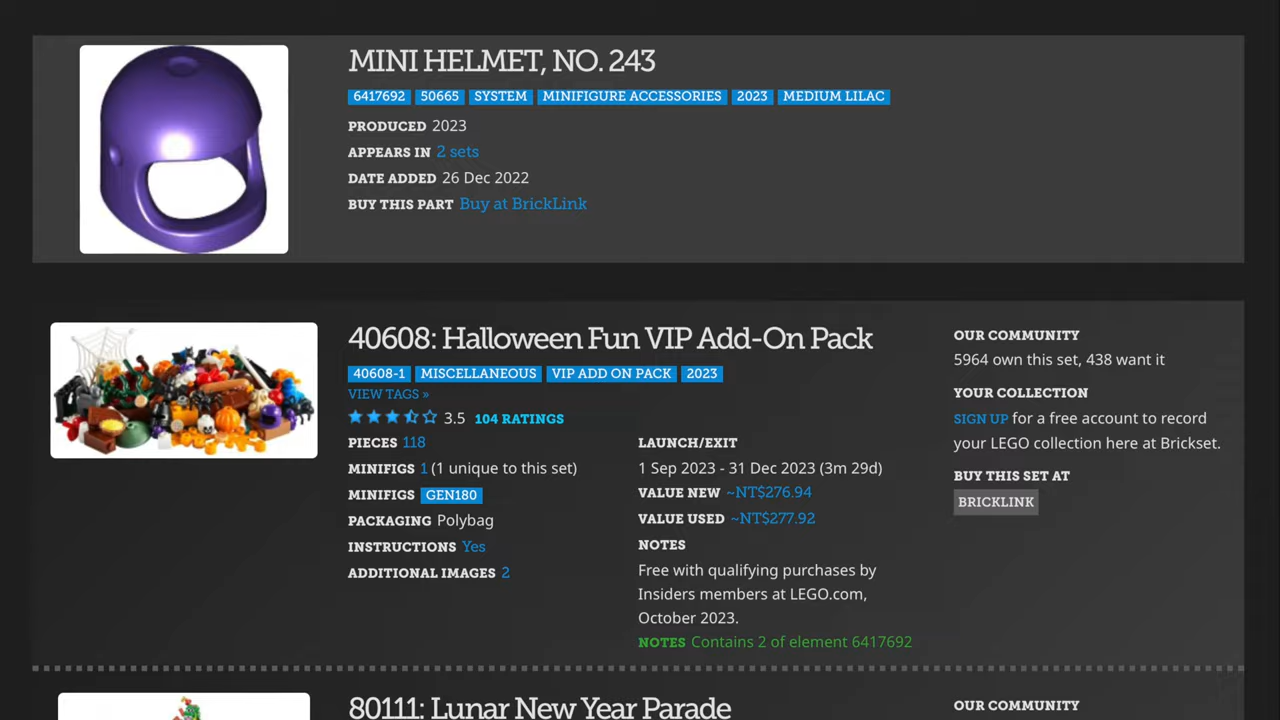 MINI HELMET, NO. 243
6417692 50665 SYSTEM MINIFIGURE ACCESSORIES 2023 MEDIUM LILAC
PRODUCED 2023
APPEARS IN 2 sets
DATE ADDED 26 Dec 2022
BUY THIS PART Buy at BrickLink
40608: Halloween Fun VIP Add-On Pack
40608-1 MISCELLANEOUS VIP ADD ON PACK 2023
VIEW TAGS »
3.5 104 RATINGS
PIECES 118
MINIFIGS 1 (1 unique to this set)
MINIFIGS GEN180
PACKAGING Polybag
INSTRUCTIONS Yes
ADDITIONAL IMAGES 2
LAUNCH/EXIT
1 Sep 2023 - 31 Dec 2023 (3m 29d)
VALUE NEW ~NT$276.94
VALUE USED ~NT$277.92
NOTES
Free with qualifying purchases by
Insiders members at LEGO.com,
October 2023.
NOTES Contains 2 of element 6417692
OUR COMMUNITY
5964 own this set, 438 want it
YOUR COLLECTION
SIGN UP for a free account to record
your LEGO collection here at Brickset.
BUY THIS SET AT
BRICKLINK
80111: Lunar New Year Parade
OUR COMMUNITY